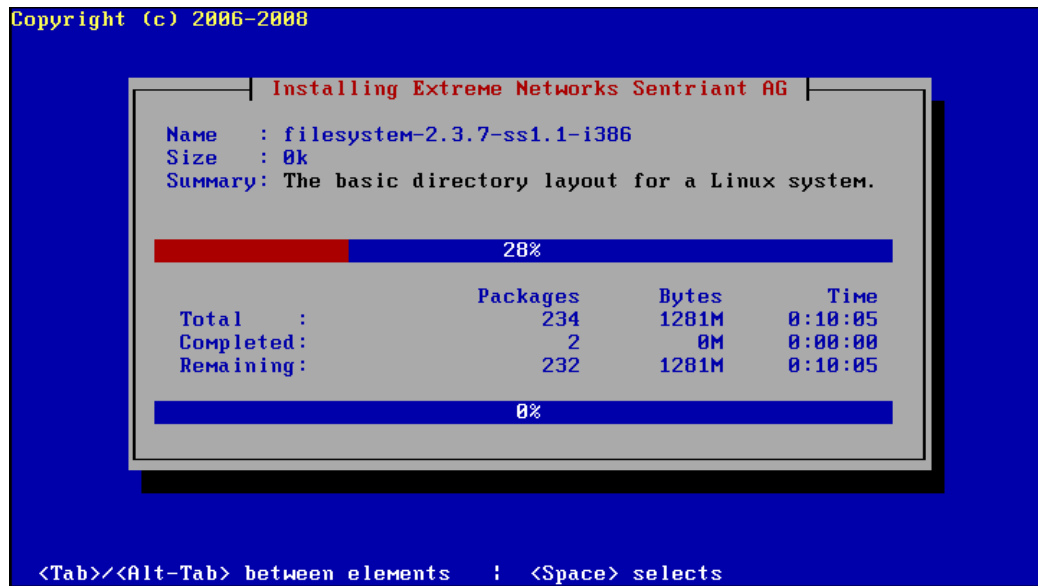 Copyright (c) 2006-2008
Installing Extreme Networks Sentriant AG
Name : filesystem-2.3.7-ss1.1-i386
Size : 0k
Summary: The basic directory layout for a Linux system.
28%
Packages Bytes Time
Total : 234 1281M 0:10:05
Completed: 2 0M 0:00:00
Remaining: 232 1281M 0:10:05
0%
<Tab>/<Alt-Tab> between elements ¦ <Space> selects